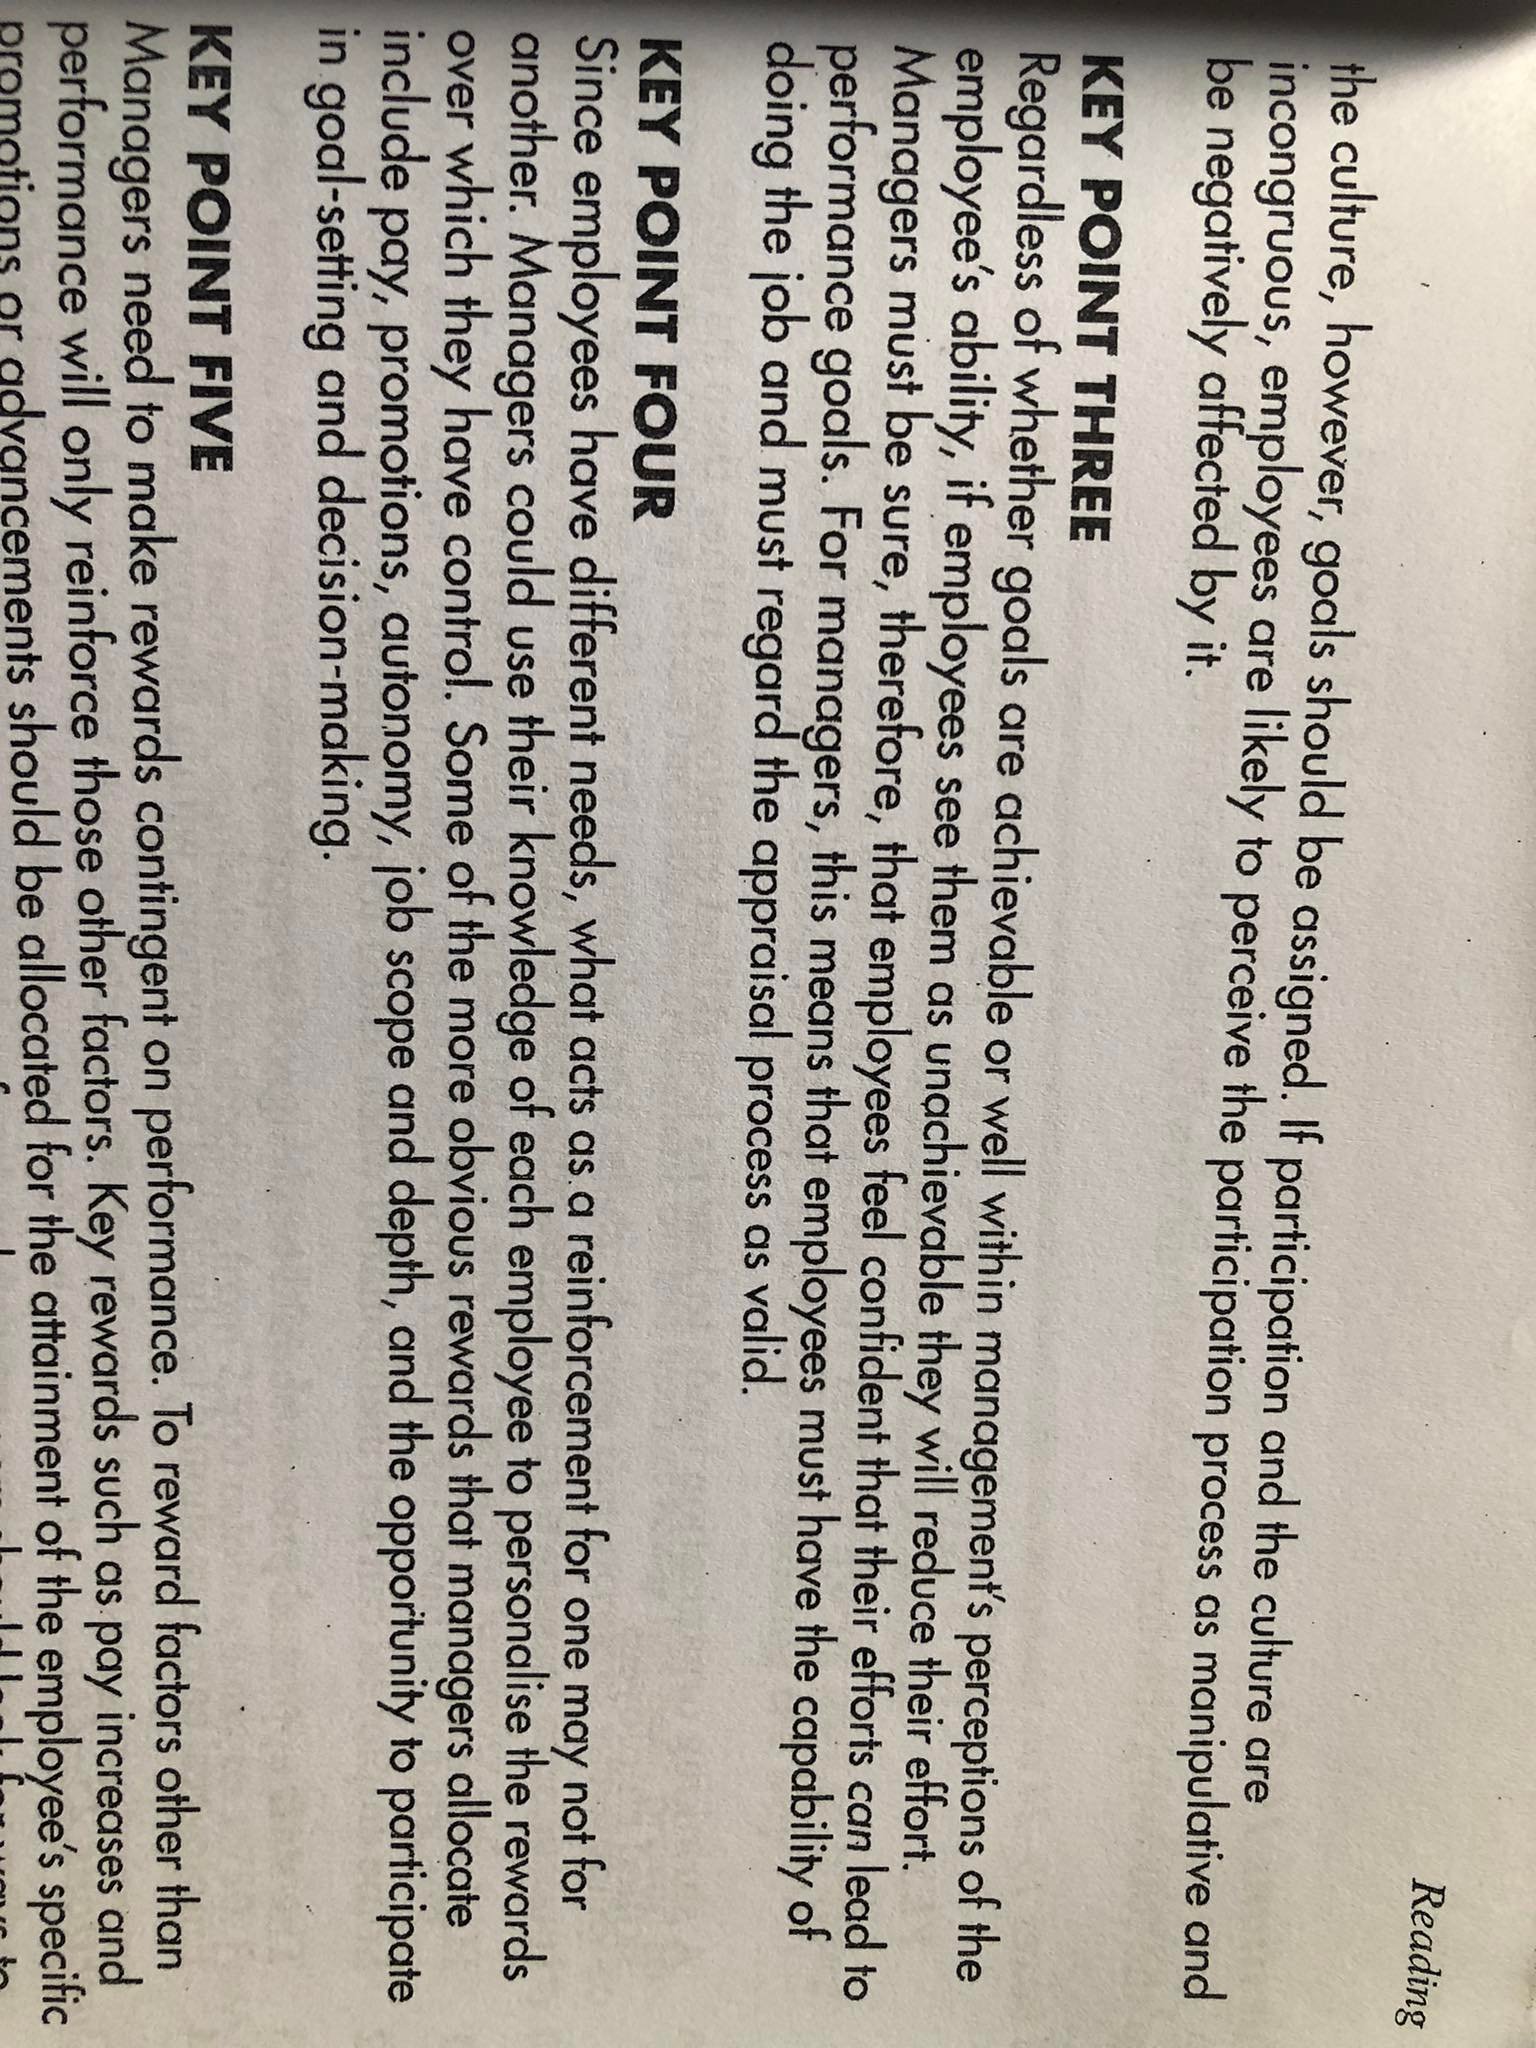 Reading
the culture, however, goals should be assigned. If participation and the culture are
incongruous, employees are likely to perceive the participation process as manipulative and
be negatively affected by it.
KEY POINT THREE
Regardless of whether goals are achievable or well within management's perceptions of the
employee's ability, if employees see them as unachievable they will reduce their effort.
Managers must be sure, therefore, that employees feel confident that their efforts can lead to
performance goals. For managers, this means that employees must have the capability of
doing the job and must regard the appraisal process as valid.
KEY POINT FOUR
Since employees have different needs, what acts as a reinforcement for one may not for
another. Managers could use their knowledge of each employee to personalise the rewards
over which they have control. Some of the more obvious rewards that managers allocate
include pay, promotions, autonomy, job scope and depth, and the opportunity to participate
in goal-setting and decision-making.
KEY POINT FIVE
Managers need to make rewards contingent on performance. To reward factors other than
performance will only reinforce those other factors. Key rewards such as pay increases and
promotions or advancements should be allocated for the attainment of the employee's specific
should look for ways to